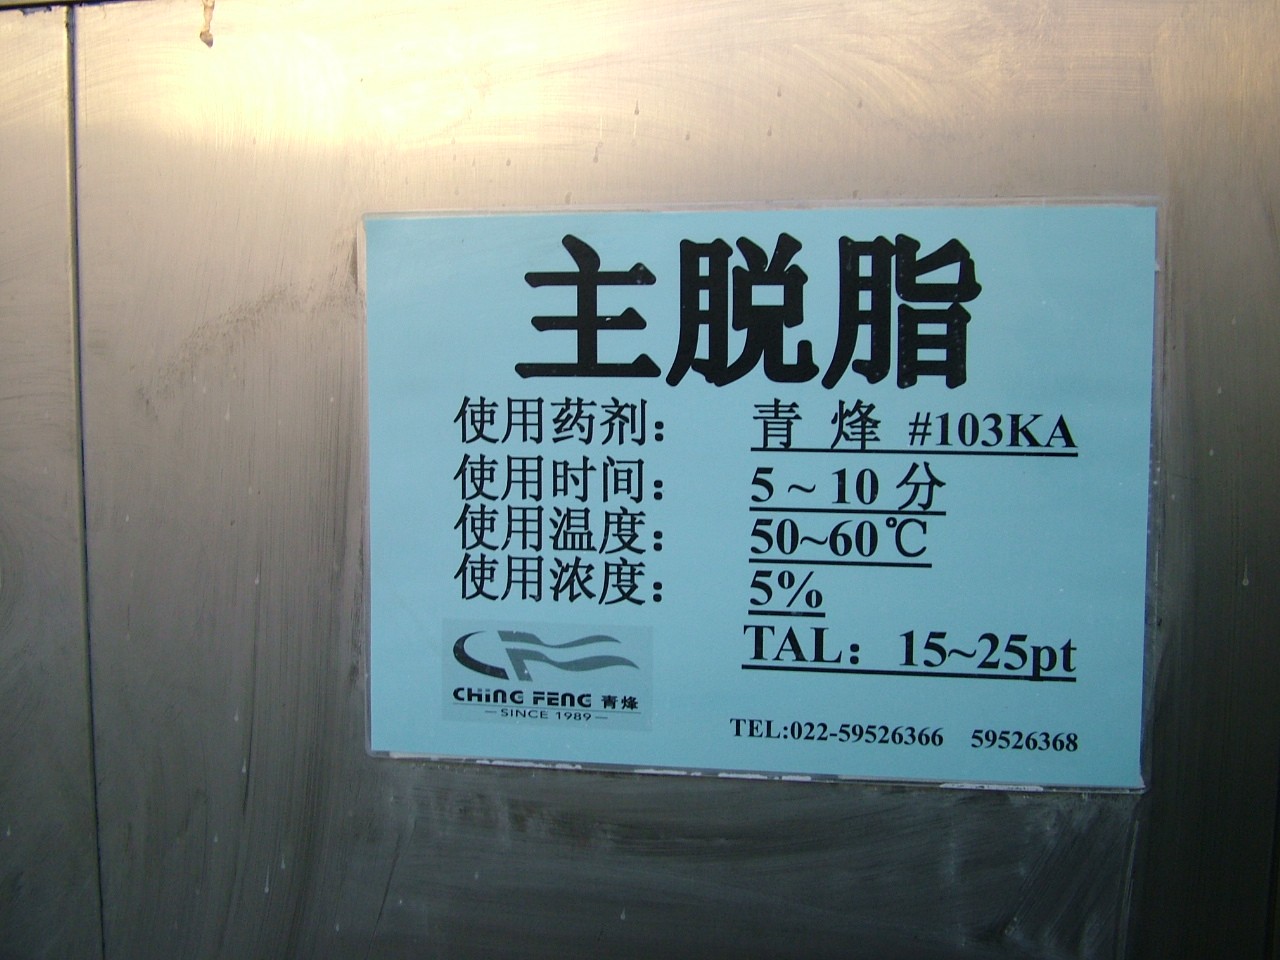 主脱脂
使用药剂： 青 烽 #103KA
使用时间： 5 ~ 10 分
使用温度： 50~60℃
使用浓度： 5%
TAL： 15~25pt
CHiNG FENG 青烽
SINCE 1989
TEL:022-59526366 59526368